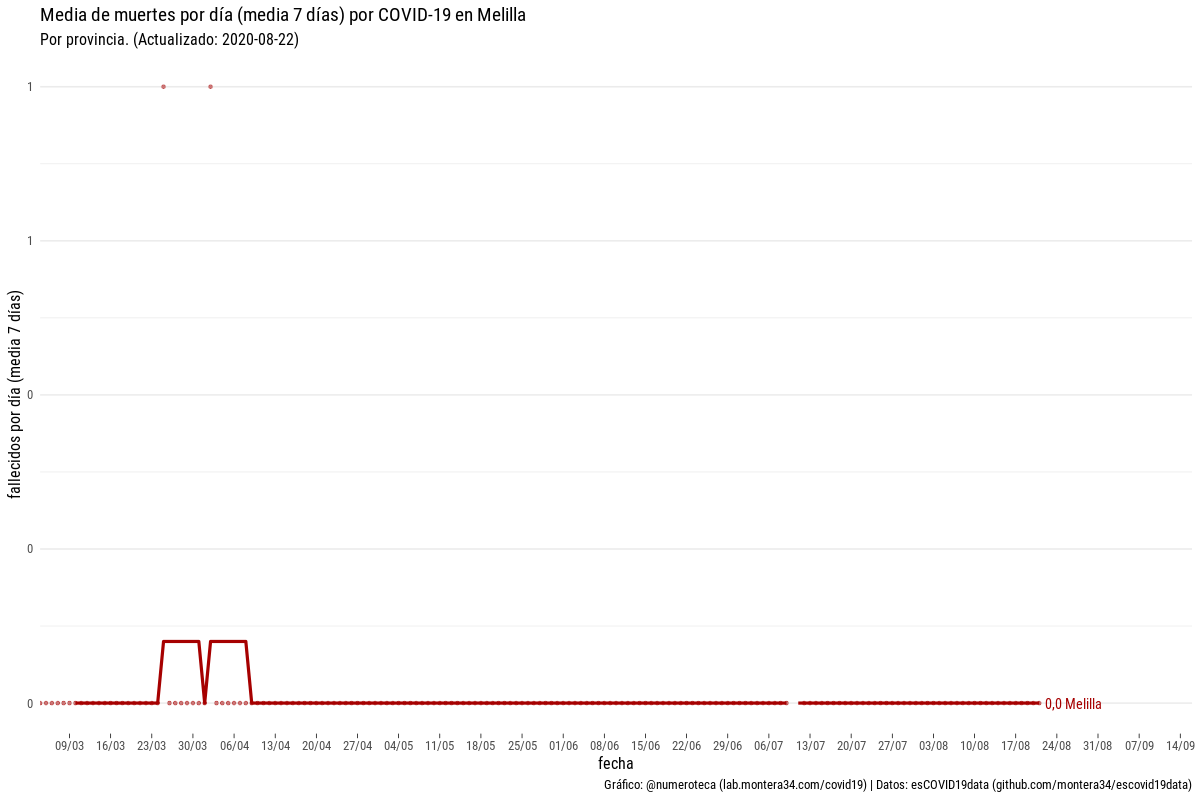 Media de muertes por día (media 7 días) por COVID-19 en Melilla
Por provincia. (Actualizado: 2020-08-22)
1
1
0
0
0
fallecidos por día (media 7 días)
0,0 Melilla
09/03 16/03 23/03 30/03 06/04 13/04 20/04 27/04 04/05 11/05 18/05 25/05 01/06 08/06 15/06 22/06 29/06 06/07 13/07 20/07 27/07 03/08 10/08 17/08 24/08 31/08 07/09 14/09
fecha
Gráfico: @numeroteca (lab.montera34.com/covid19) | Datos: esCOVID19data (github.com/montera34/escovid19data)